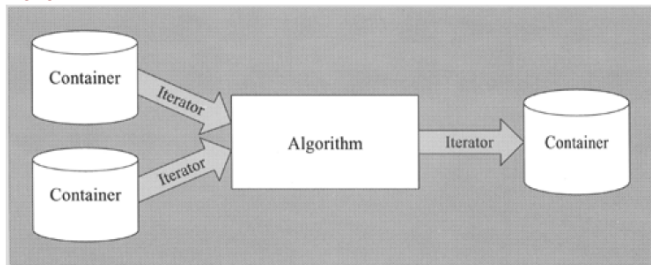 Container
Iterator
Algorithm
Iterator
Container
Container
Iterator